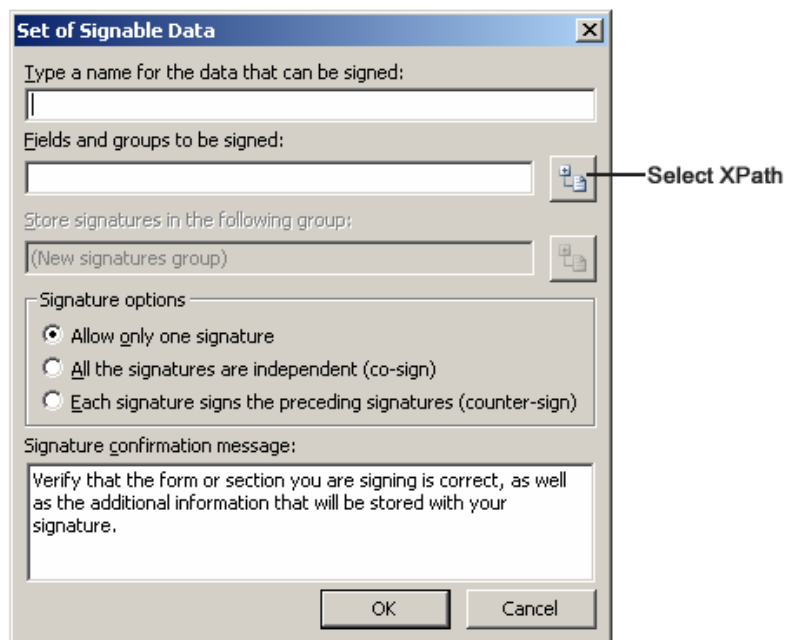 Set of Signable Data
Type a name for the data that can be signed:
Fields and groups to be signed:
Select XPath
Store signatures in the following group:
(New signatures group)
Signature options
Allow only one signature
All the signatures are independent (co-sign)
Each signature signs the preceding signatures (counter-sign)
Signature confirmation message:
Verify that the form or section you are signing is correct, as well
as the additional information that will be stored with your
signature.
OK Cancel